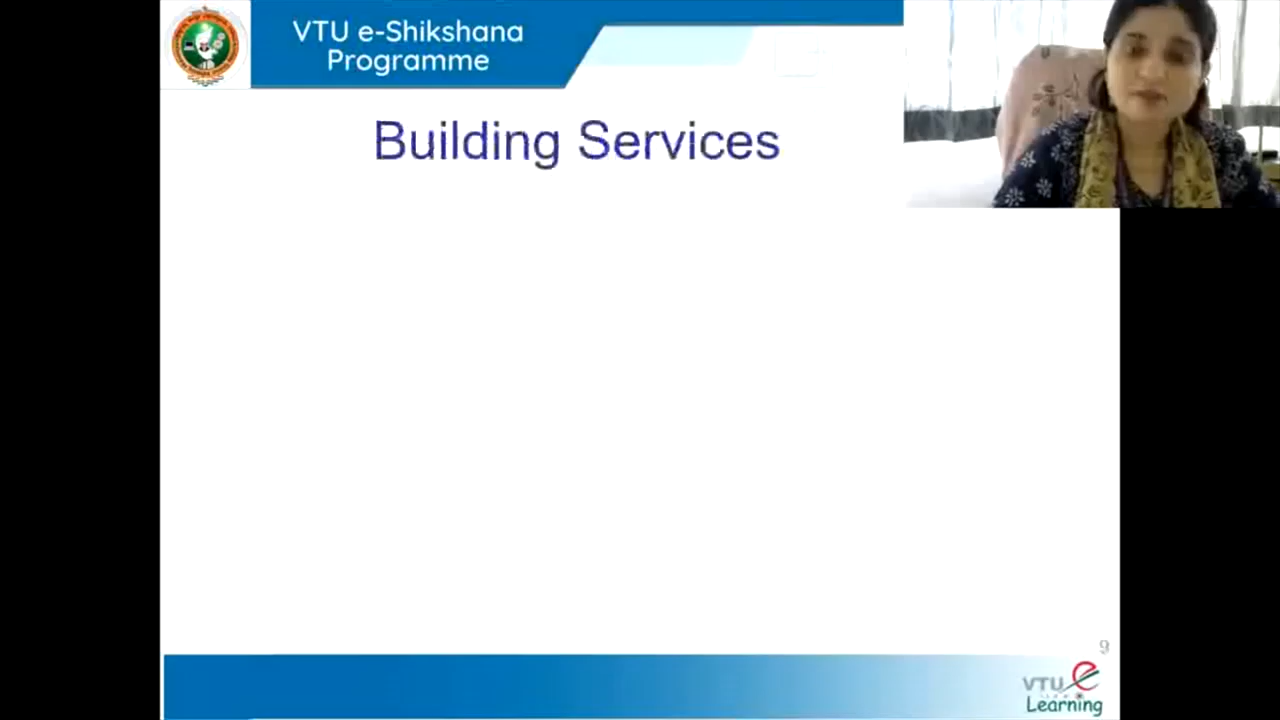 VTU e-Shikshana
Programme
Building Services
9
VTU e
Learning